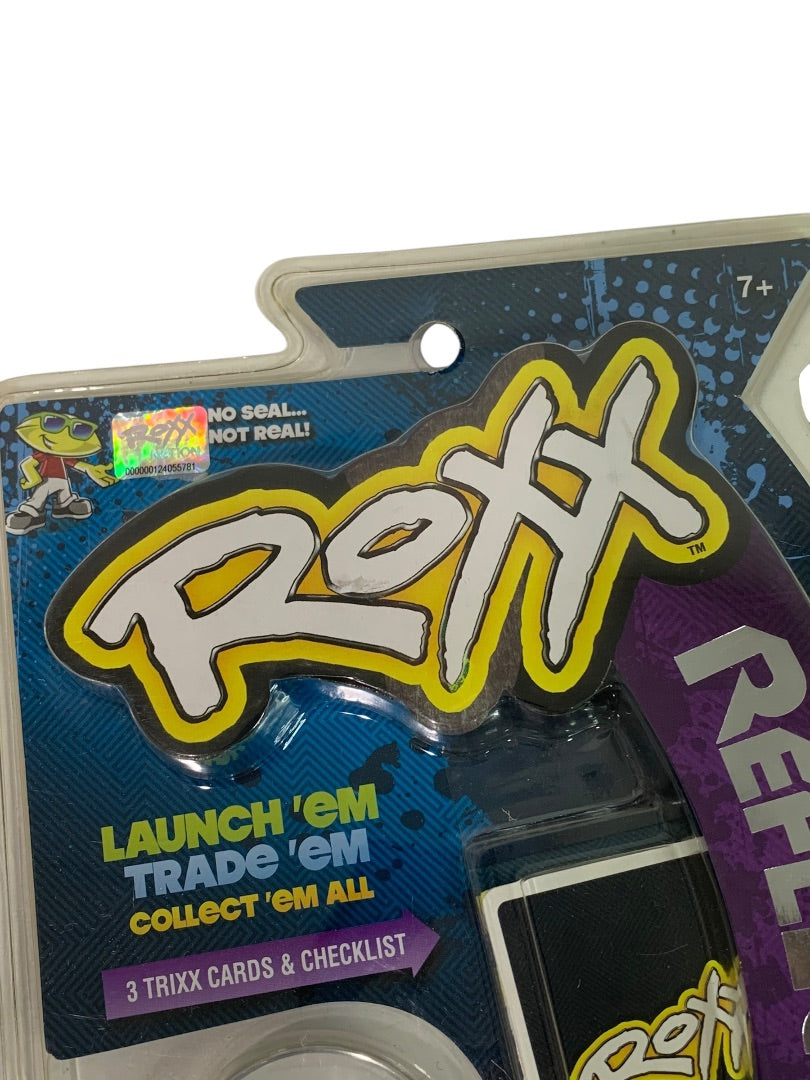 7+
NO SEAL...
NOT REAL!
ROXX
NATION
000000124055781
ROXX
TM
LAUNCH 'EM
TRADE 'EM
COLLECT 'EM ALL
3 TRIXX CARDS & CHECKLIST
ROXX